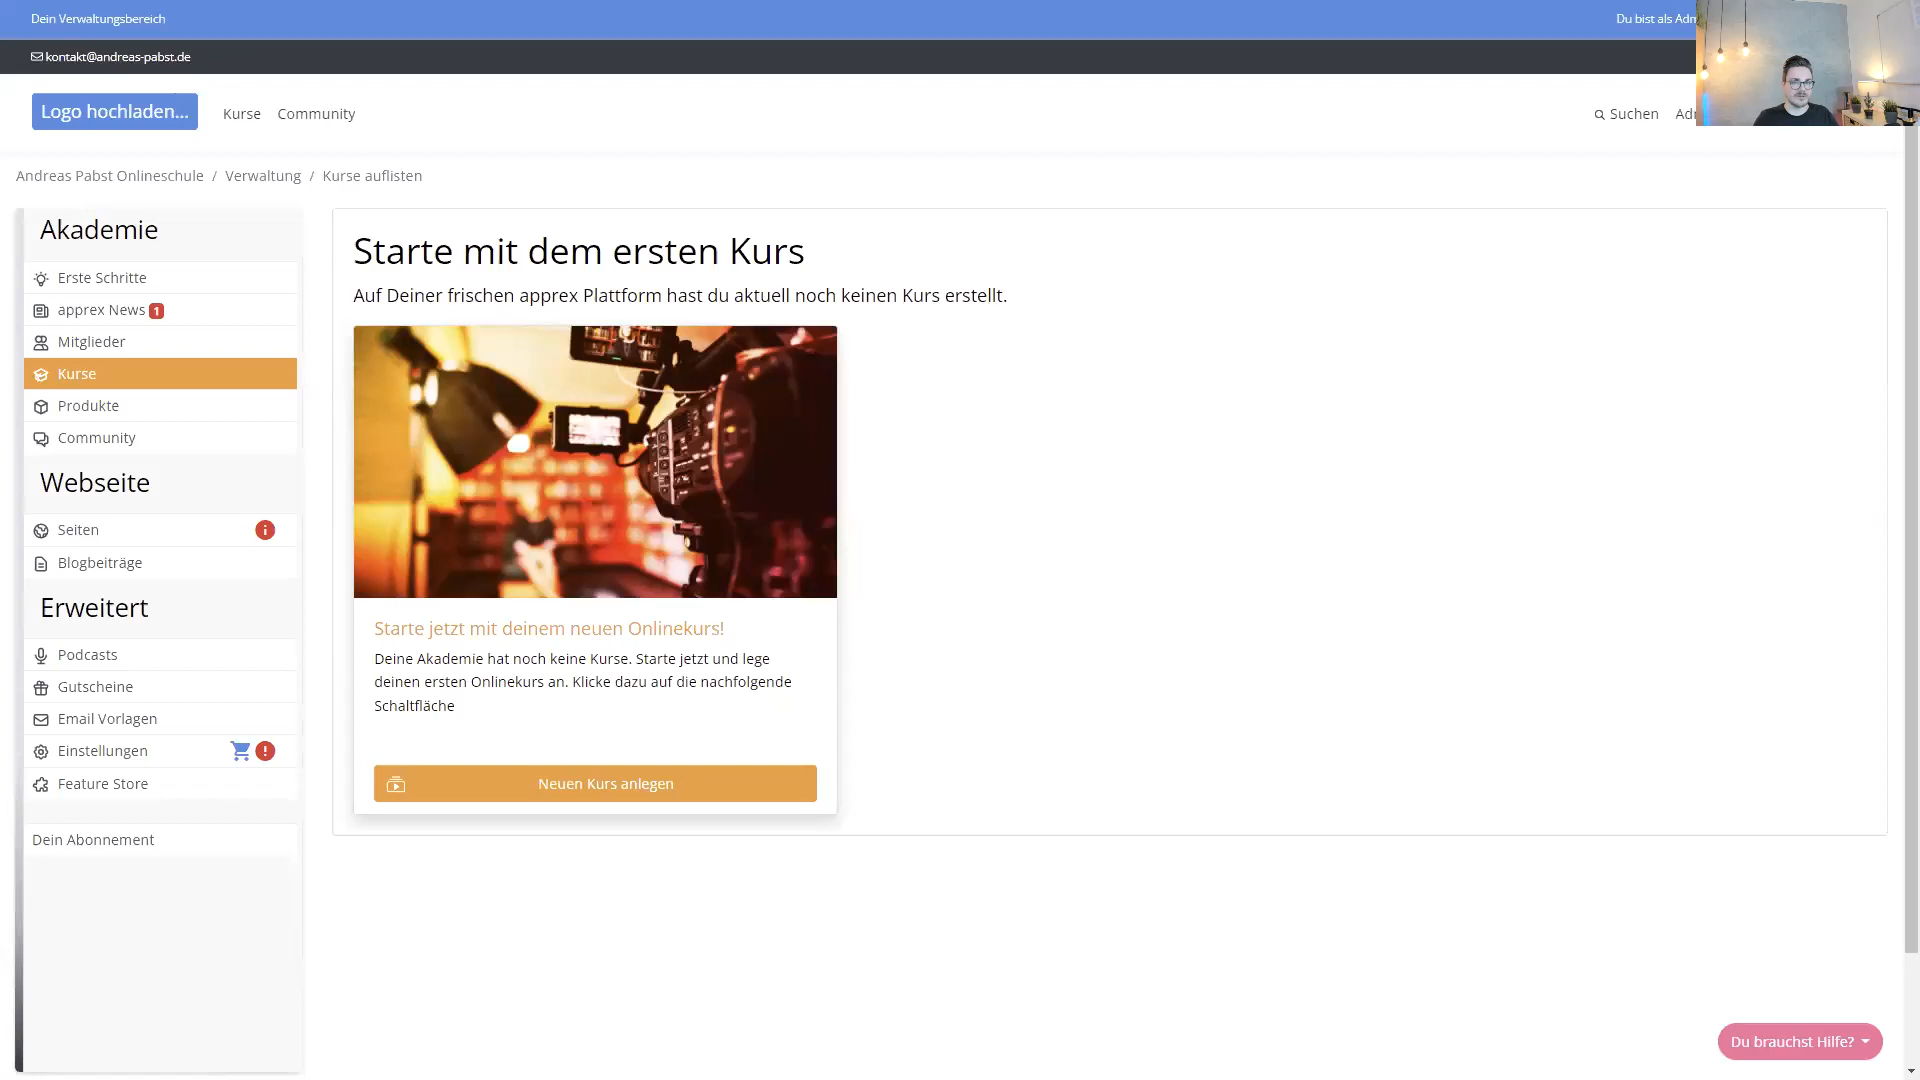 Dein Verwaltungsbereich
Du bist als Adm
kontakt@andreas-pabst.de
Logo hochladen...
Kurse
Community
Suchen
Andreas Pabst Onlineschule / Verwaltung / Kurse auflisten
Akademie
Erste Schritte
apprex News 1
Mitglieder
Kurse
Produkte
Community
Webseite
Seiten
Blogbeiträge
Erweitert
Podcasts
Gutscheine
Email Vorlagen
Einstellungen
Feature Store
Dein Abonnement
Starte mit dem ersten Kurs
Auf Deiner frischen apprex Plattform hast du aktuell noch keinen Kurs erstellt.
Starte jetzt mit deinem neuen Onlinekurs!
Deine Akademie hat noch keine Kurse. Starte jetzt und lege
deinen ersten Onlinekurs an. Klicke dazu auf die nachfolgende
Schaltfläche
Neuen Kurs anlegen
Du brauchst Hilfe?